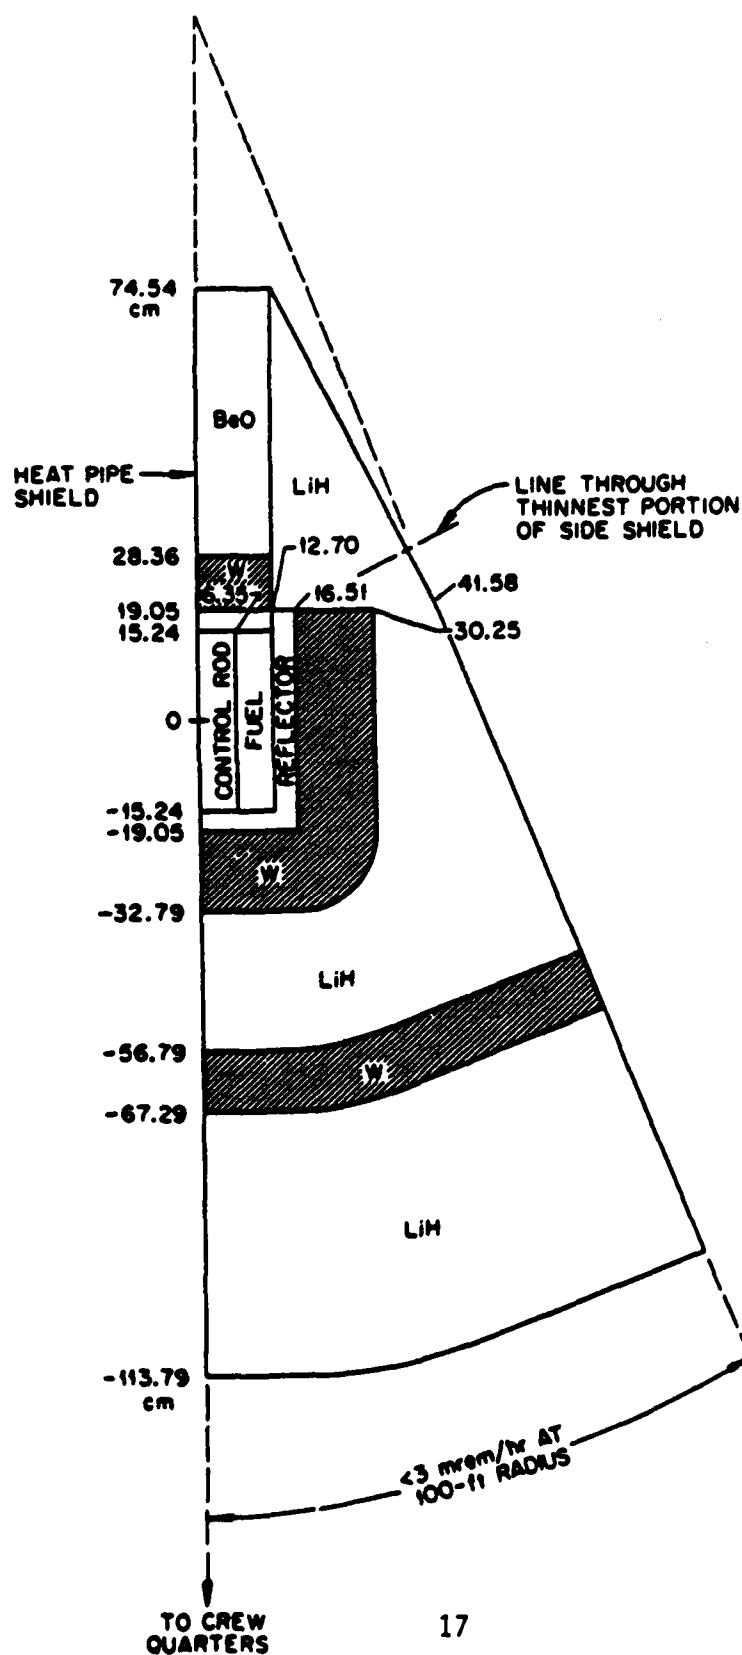 74.54
cm
BeO
HEAT PIPE
SHIELD
LiH
LINE THROUGH
THINNEST PORTION
OF SIDE SHIELD
12.70
28.36
W
6.35
16.51
41.58
19.05
15.24
30.25
CONTROL ROD
FUEL
REFLECTOR
0
-15.24
-19.05
W
-32.79
LiH
-56.79
W
-67.29
LiH
-113.79
cm
<3 mrem/hr AT
100-ft RADIUS
TO CREW
QUARTERS
17